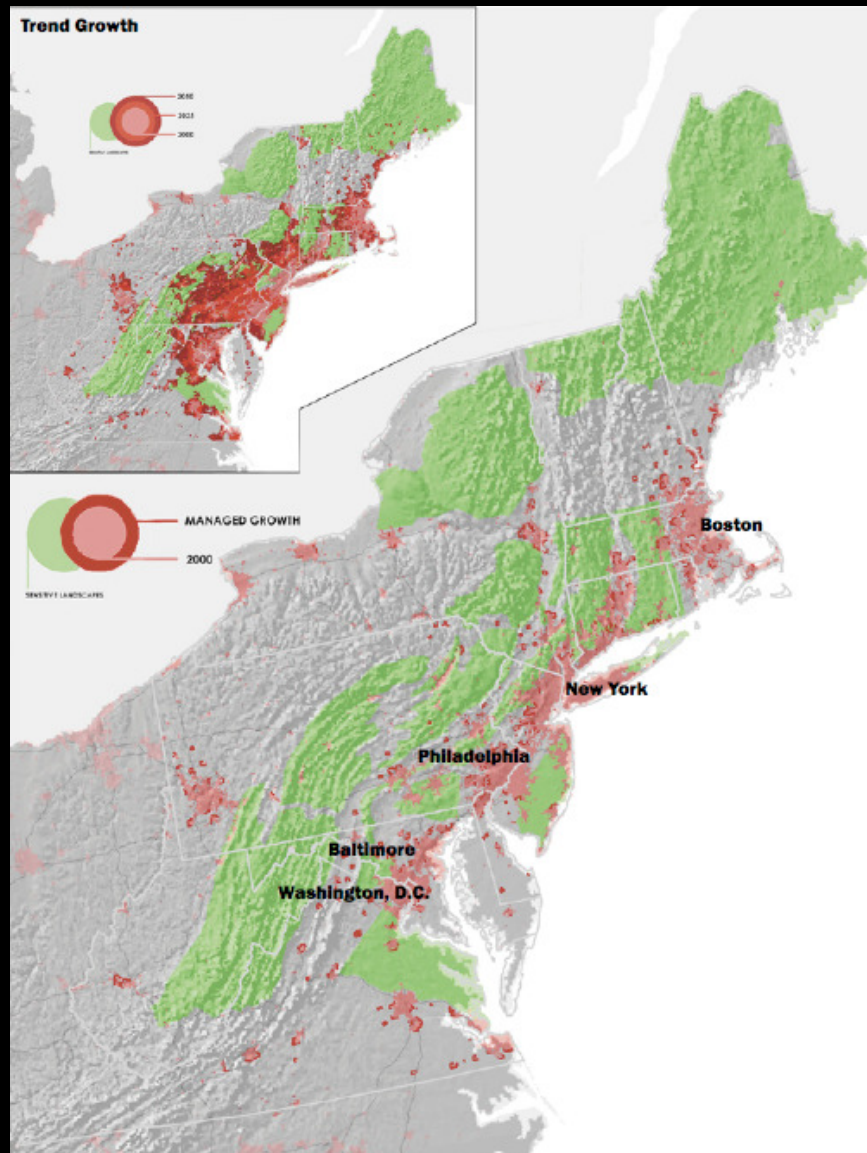 Trend Growth
2050
2025
2000
MANAGED GROWTH
2000
SENSITIVE LANDSCAPES
Boston
New York
Philadelphia
Baltimore
Washington, D.C.